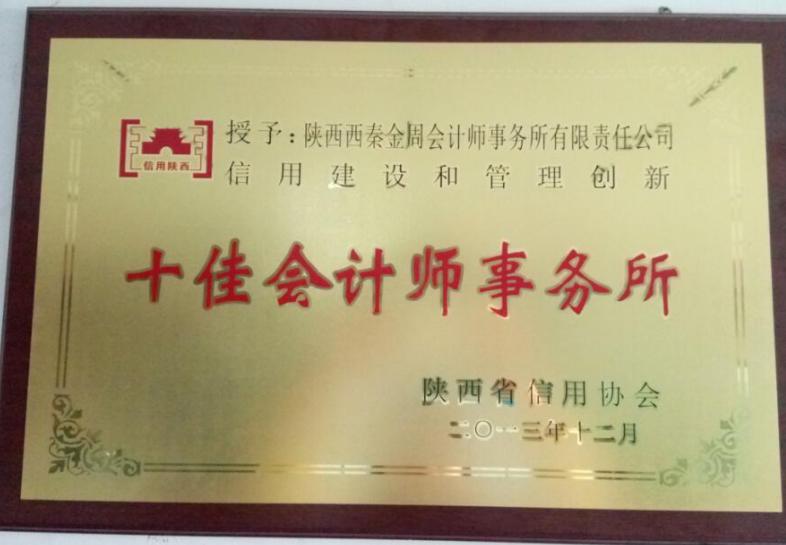 信用陕西
授予：陕西西秦金周会计师事务所有限责任公司
信用建设和管理创新
十佳会计师事务所
陕西省信用协会
二〇一三年十二月